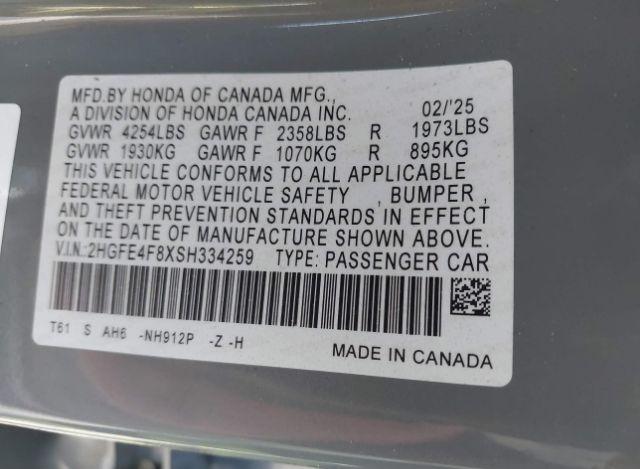 MFD.BY HONDA OF CANADA MFG.,
A DIVISION OF HONDA CANADA INC. 02/'25
GVWR 4254LBS GAWR F 2358LBS R 1973LBS
GVWR 1930KG GAWR F 1070KG R 895KG
THIS VEHICLE CONFORMS TO ALL APPLICABLE
FEDERAL MOTOR VEHICLE SAFETY , BUMPER ,
AND THEFT PREVENTION STANDARDS IN EFFECT
ON THE DATE OF MANUFACTURE SHOWN ABOVE.
V.I.N.:2HGFE4F8XSH334259 TYPE: PASSENGER CAR
T61 S AH6 -NH912P -Z -H
MADE IN CANADA